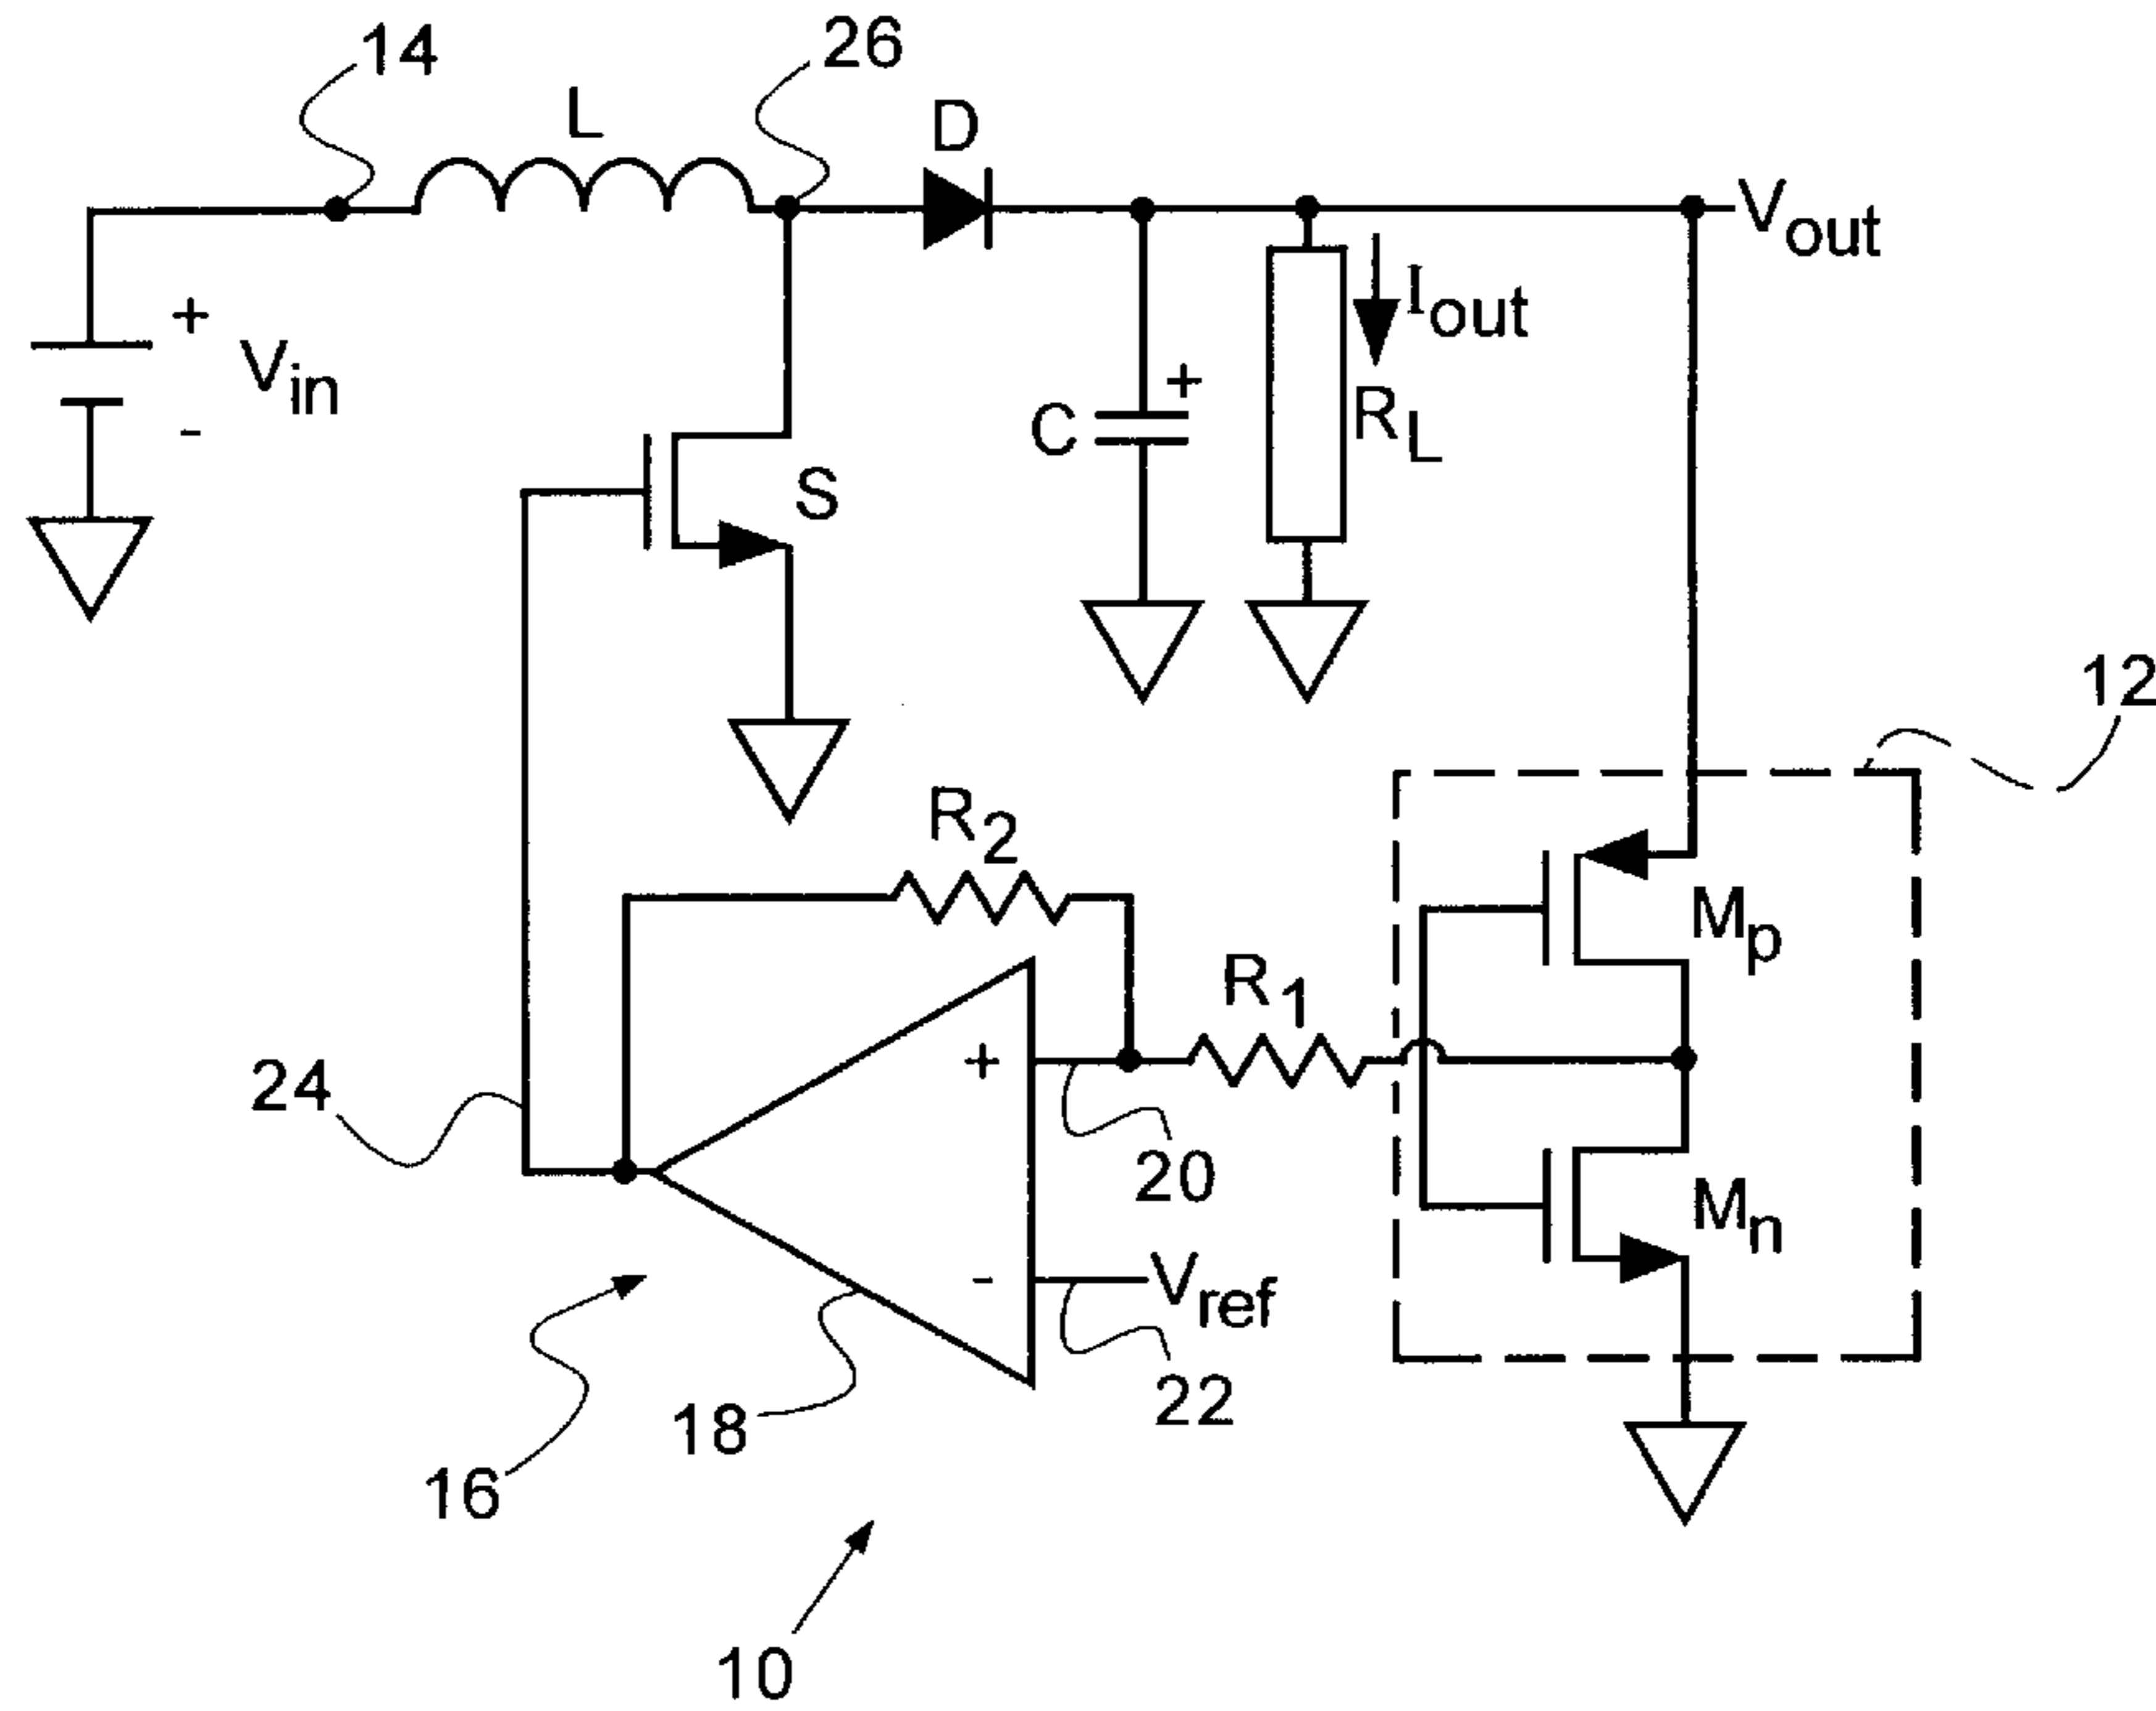 14
26
L
D
Vout
+
Vin
-
Iout
+
C
RL
S
12
R2
Mp
R1
+
24
20
Mn
-
Vref
18
22
16
10